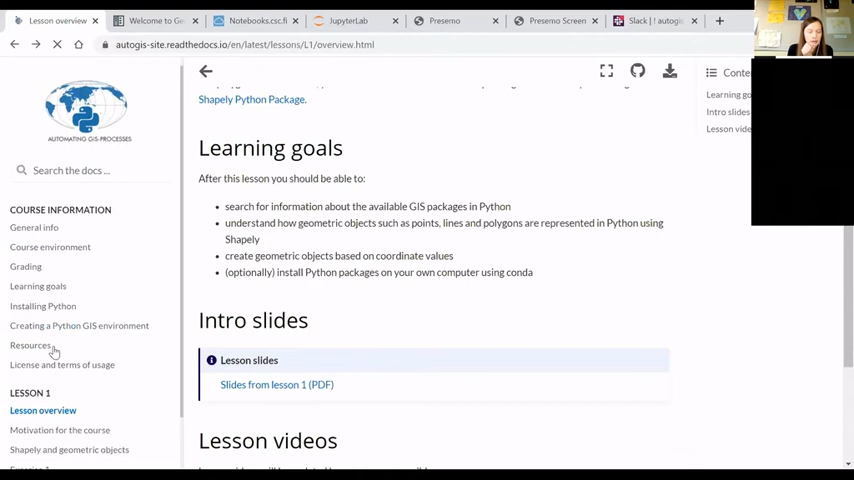 Lesson overview
Welcome to Ge
Notebooks.csc.fi
JupyterLab
Presemo
Presemo Screen
Slack | ! autogi
autogis-site.readthedocs.io/en/latest/lessons/L1/overview.html
AUTOMATING GIS-PROCESSES
Search the docs ...
COURSE INFORMATION
General info
Course environment
Grading
Learning goals
Installing Python
Creating a Python GIS environment
Resources
License and terms of usage
LESSON 1
Lesson overview
Motivation for the course
Shapely and geometric objects
Shapely Python Package.
Learning goals
After this lesson you should be able to:
search for information about the available GIS packages in Python
understand how geometric objects such as points, lines and polygons are represented in Python using
Shapely
create geometric objects based on coordinate values
(optionally) install Python packages on your own computer using conda
Intro slides
Lesson slides
Slides from lesson 1 (PDF)
Lesson videos
Conte
Learning go
Intro slides
Lesson vide